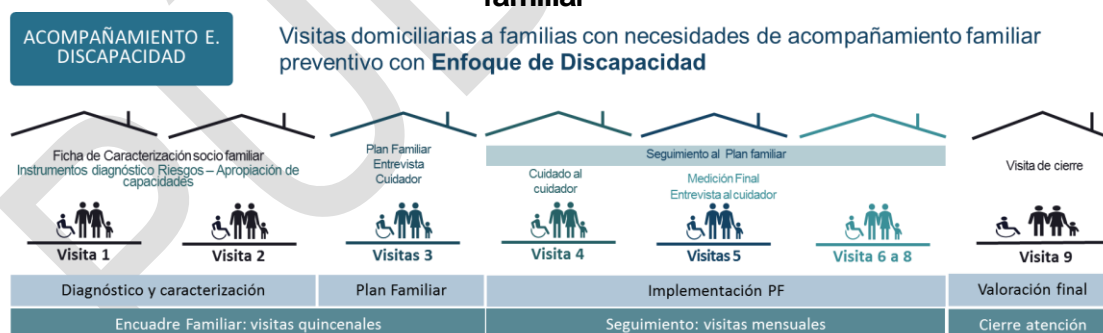 familiar
ACOMPAÑAMIENTO E.
DISCAPACIDAD
Visitas domiciliarias a familias con necesidades de acompañamiento familiar
preventivo con Enfoque de Discapacidad
Ficha de Caracterización socio familiar
Instrumentos diagnóstico Riesgos – Apropiación de
capacidades
Plan Familiar
Entrevista
Cuidador
Seguimiento al Plan familiar
Cuidado al
cuidador
Medición Final
Entrevista al cuidador
Visita de cierre
Visita 1
Visita 2
Visitas 3
Visita 4
Visitas 5
Visita 6 a 8
Visita 9
Diagnóstico y caracterización
Plan Familiar
Implementación PF
Valoración final
Encuadre Familiar: visitas quincenales
Seguimiento: visitas mensuales
Cierre atención